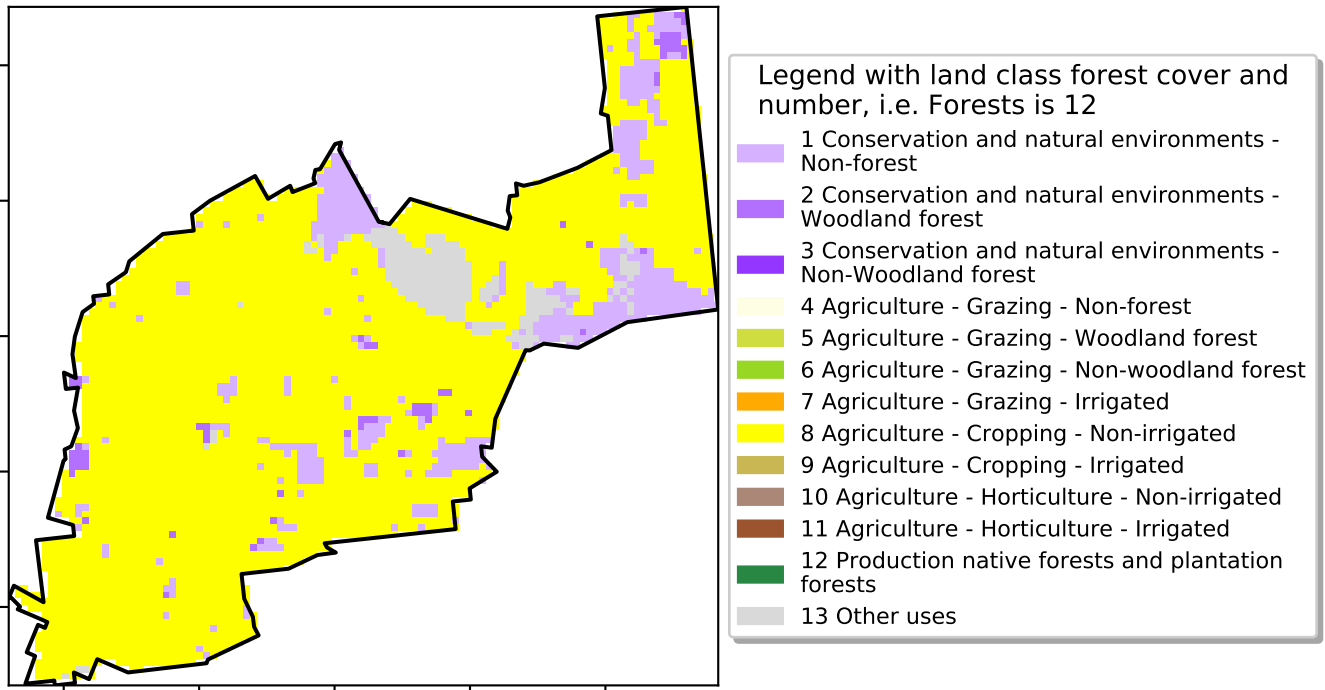 Legend with land class forest cover and
number, i.e. Forests is 12
1 Conservation and natural environments -
Non-forest
2 Conservation and natural environments -
Woodland forest
3 Conservation and natural environments -
Non-Woodland forest
4 Agriculture - Grazing - Non-forest
5 Agriculture - Grazing - Woodland forest
6 Agriculture - Grazing - Non-woodland forest
7 Agriculture - Grazing - Irrigated
8 Agriculture - Cropping - Non-irrigated
9 Agriculture - Cropping - Irrigated
10 Agriculture - Horticulture - Non-irrigated
11 Agriculture - Horticulture - Irrigated
12 Production native forests and plantation
forests
13 Other uses